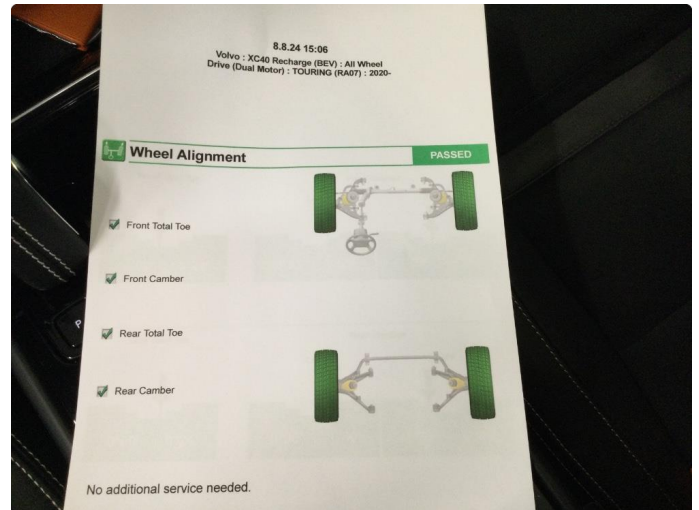 8.8.24 15:06
Volvo : XC40 Recharge (BEV) : All Wheel
Drive (Dual Motor) : TOURING (RA07) : 2020-
Wheel Alignment
PASSED
Front Total Toe
Front Camber
Rear Total Toe
Rear Camber
No additional service needed.
P